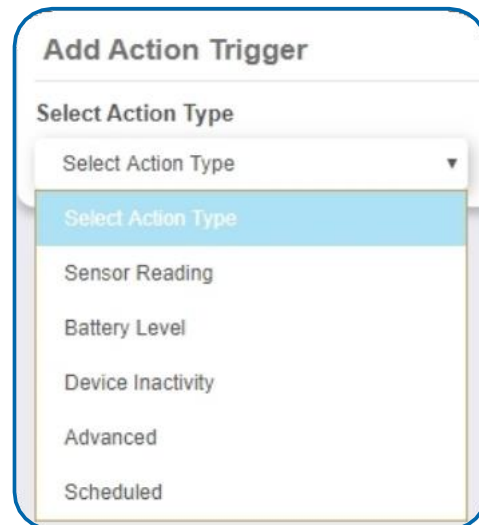 Add Action Trigger
Select Action Type
Select Action Type
Select Action Type
Sensor Reading
Battery Level
Device Inactivity
Advanced
Scheduled